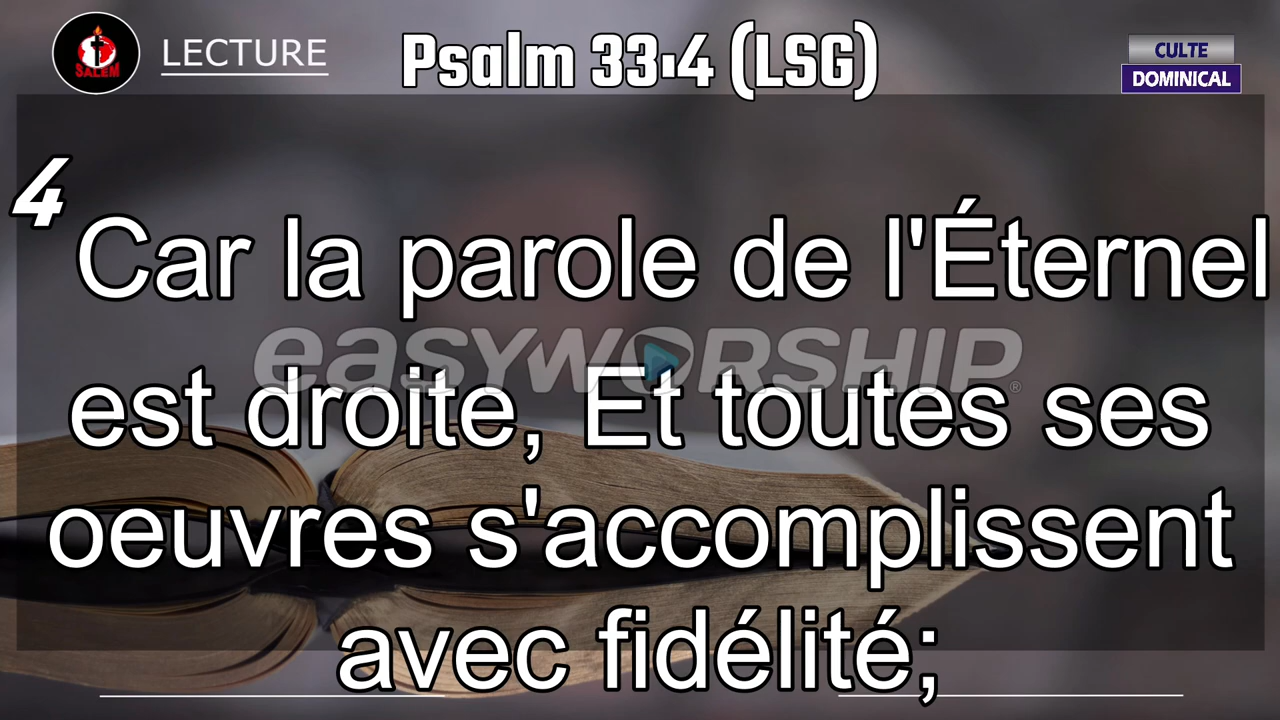 SALEM
LECTURE
Psalm 33:4 (LSG)
CULTE
DOMINICAL
4
Car la parole de l'Éternel
easyworship®
est droite, Et toutes ses
oeuvres s'accomplissent
avec fidélité;